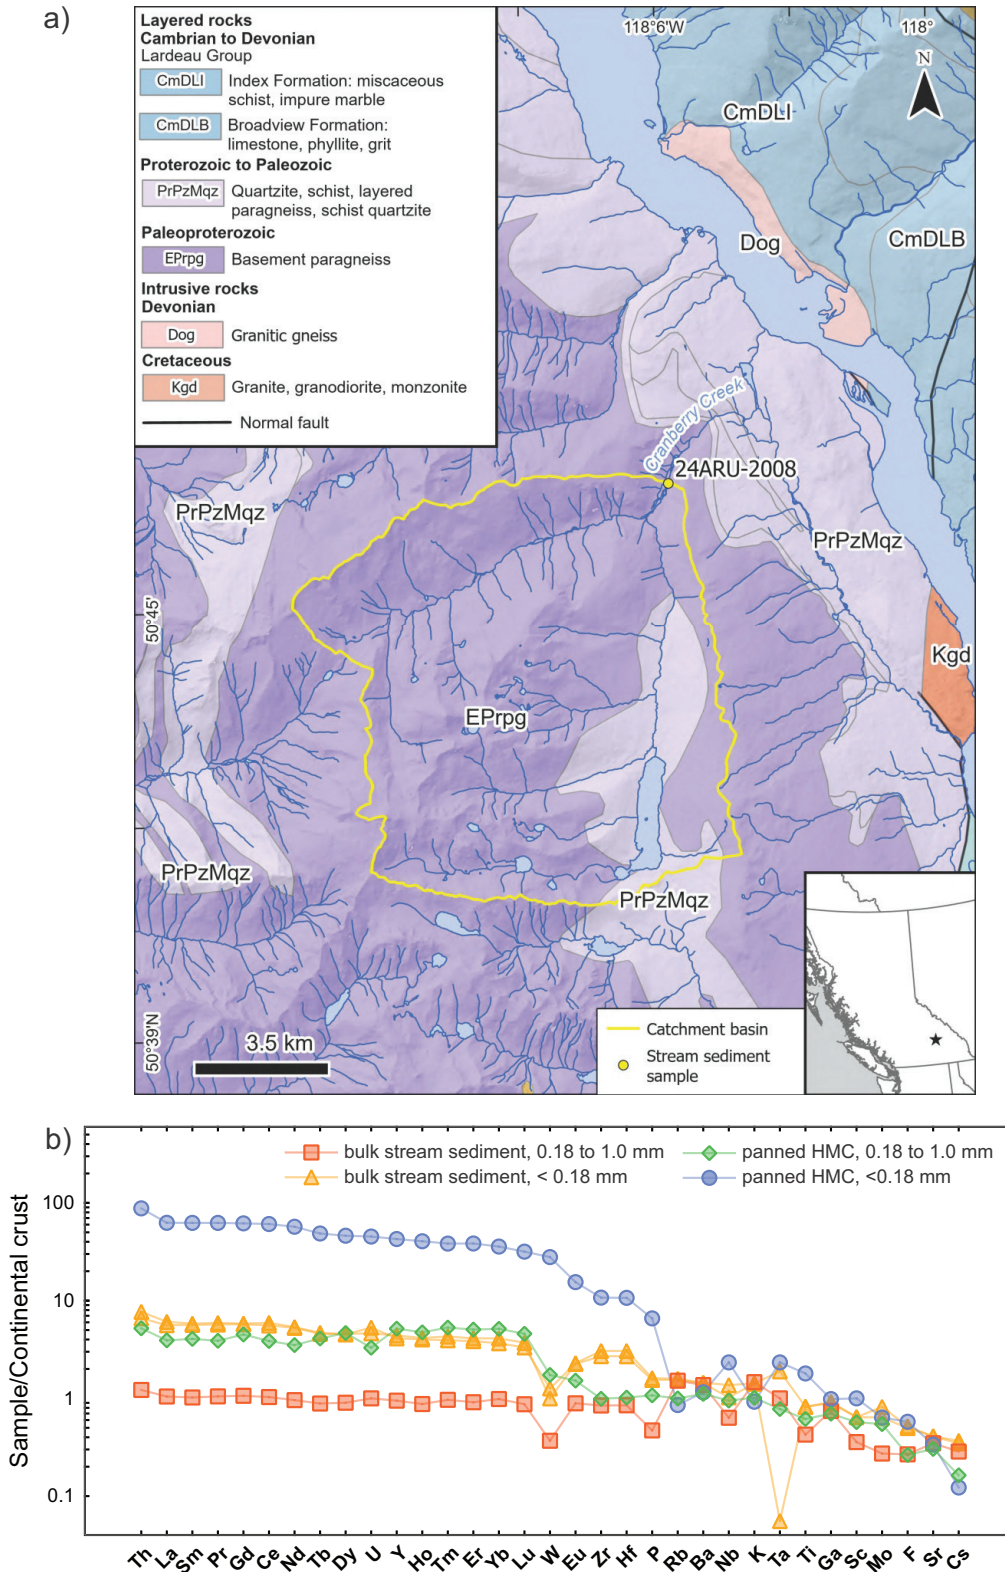 a)
Layered rocks
Cambrian to Devonian
Lardeau Group
CmDLI Index Formation: miscaceous
schist, impure marble
CmDLB Broadview Formation:
limestone, phyllite, grit
Proterozoic to Paleozoic
PrPzMqz Quartzite, schist, layered
paragneiss, schist quartzite
Paleoproterozoic
EPrpg Basement paragneiss
Intrusive rocks
Devonian
Dog Granitic gneiss
Cretaceous
Kgd Granite, granodiorite, monzonite
Normal fault
118°6'W
118°
N
CmDLI
Dog
CmDLB
Cranberry Creek
24ARU-2008
PrPzMqz
PrPzMqz
50°45'
Kgd
EPrpg
PrPzMqz
PrPzMqz
50°39'N
3.5 km
Catchment basin
Stream sediment
sample
b)
bulk stream sediment, 0.18 to 1.0 mm
panned HMC, 0.18 to 1.0 mm
bulk stream sediment, < 0.18 mm
panned HMC, <0.18 mm
Sample/Continental crust
100
10
1
0.1
Th La Sm Pr Gd Ce Nd Tb Dy U Y Ho Tm Er Yb Lu W Eu Zr Hf P Rb Ba Nb K Ta Ti Ga Sc Mo F Sr Cs